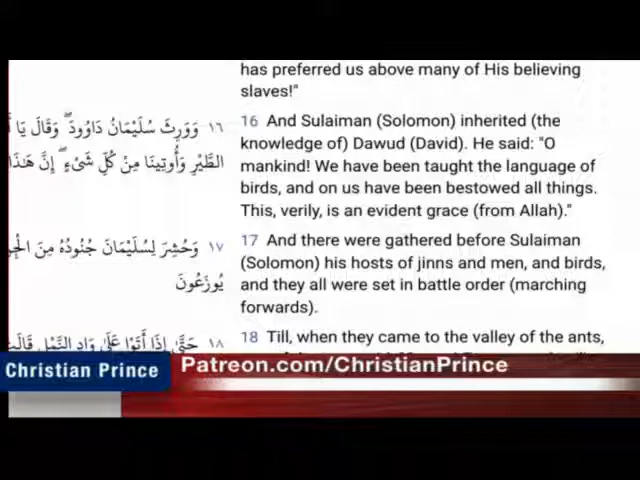 has preferred us above many of His believing
slaves!"
١٦ وَوَرِثَ سُلَيْمَانُ دَاوُودَ ۖ وَقَالَ يَا
الطَّيْرِ وَأُوتِينَا مِنْ كُلِّ شَيْءٍ ۖ إِنَّ هَٰذَا
16 And Sulaiman (Solomon) inherited (the
knowledge of) Dawud (David). He said: "O
mankind! We have been taught the language of
birds, and on us have been bestowed all things.
This, verily, is an evident grace (from Allah)."
١٧ وَحُشِرَ لِسُلَيْمَانَ جُنُودُهُ مِنَ
يُوزَعُونَ
17 And there were gathered before Sulaiman
(Solomon) his hosts of jinns and men, and birds,
and they all were set in battle order (marching
forwards).
١٨ حَتَّىٰ إِذَا أَتَوْا عَلَىٰ وَادِ النَّمْلِ قَالَتْ
18 Till, when they came to the valley of the ants,
Christian Prince
Patreon.com/ChristianPrince